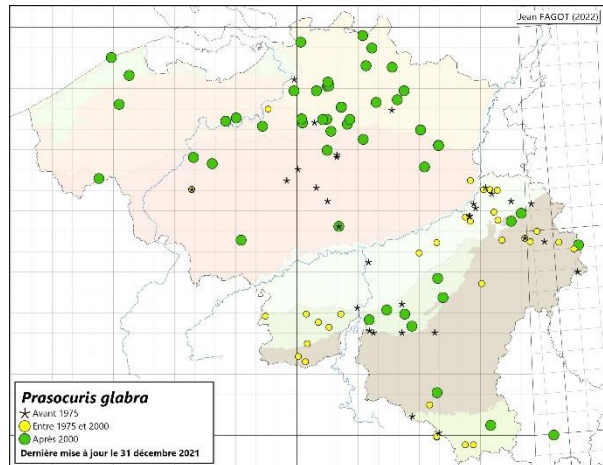 Jean FAGOT (2022)
Prasocuris glabra
Avant 1975
Entre 1975 et 2000
Après 2000
Dernière mise à jour le 31 décembre 2021